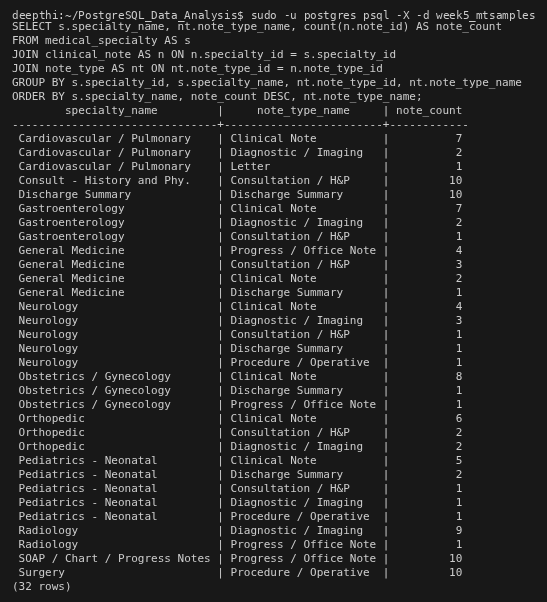 deepthi:~/PostgreSQL_Data_Analysis$ sudo -u postgres psql -X -d week5_mtsamples
SELECT s.specialty_name, nt.note_type_name, count(n.note_id) AS note_count
FROM medical_specialty AS s
JOIN clinical_note AS n ON n.specialty_id = s.specialty_id
JOIN note_type AS nt ON nt.note_type_id = n.note_type_id
GROUP BY s.specialty_id, s.specialty_name, nt.note_type_id, nt.note_type_name
ORDER BY s.specialty_name, note_count DESC, nt.note_type_name;
        specialty_name         |     note_type_name     | note_count
-------------------------------+------------------------+------------
 Cardiovascular / Pulmonary    | Clinical Note          |          7
 Cardiovascular / Pulmonary    | Diagnostic / Imaging   |          2
 Cardiovascular / Pulmonary    | Letter                 |          1
 Consult - History and Phy.    | Consultation / H&P     |         10
 Discharge Summary             | Discharge Summary      |         10
 Gastroenterology              | Clinical Note          |          7
 Gastroenterology              | Diagnostic / Imaging   |          2
 Gastroenterology              | Consultation / H&P     |          1
 General Medicine              | Progress / Office Note |          4
 General Medicine              | Consultation / H&P     |          3
 General Medicine              | Clinical Note          |          2
 General Medicine              | Discharge Summary      |          1
 Neurology                     | Clinical Note          |          4
 Neurology                     | Diagnostic / Imaging   |          3
 Neurology                     | Consultation / H&P     |          1
 Neurology                     | Discharge Summary      |          1
 Neurology                     | Procedure / Operative  |          1
 Obstetrics / Gynecology       | Clinical Note          |          8
 Obstetrics / Gynecology       | Discharge Summary      |          1
 Obstetrics / Gynecology       | Progress / Office Note |          1
 Orthopedic                    | Clinical Note          |          6
 Orthopedic                    | Consultation / H&P     |          2
 Orthopedic                    | Diagnostic / Imaging   |          2
 Pediatrics - Neonatal         | Clinical Note          |          5
 Pediatrics - Neonatal         | Discharge Summary      |          2
 Pediatrics - Neonatal         | Consultation / H&P     |          1
 Pediatrics - Neonatal         | Diagnostic / Imaging   |          1
 Pediatrics - Neonatal         | Procedure / Operative  |          1
 Radiology                     | Diagnostic / Imaging   |          9
 Radiology                     | Progress / Office Note |          1
 SOAP / Chart / Progress Notes | Progress / Office Note |         10
 Surgery                       | Procedure / Operative  |         10
(32 rows)